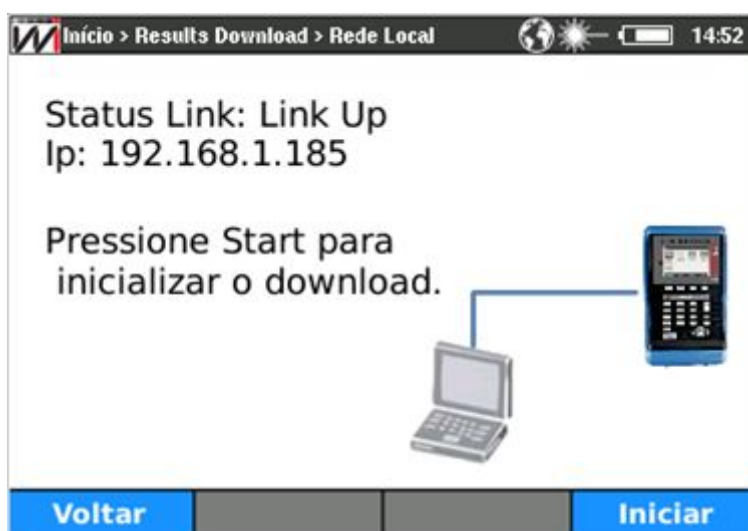 Início > Results Download > Rede Local
14:52
Status Link: Link Up
Ip: 192.168.1.185
Pressione Start para
inicializar o download.
Voltar
Iniciar